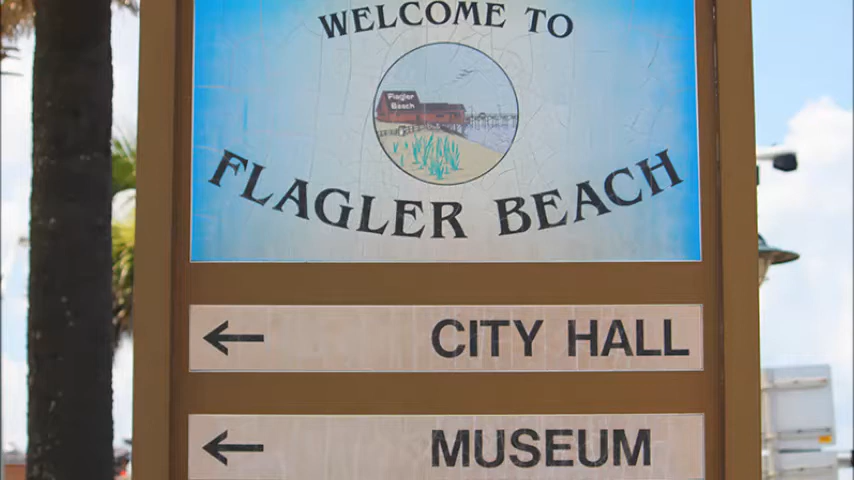 WELCOME TO
Flagler
Beach
FLAGLER BEACH
← CITY HALL
← MUSEUM